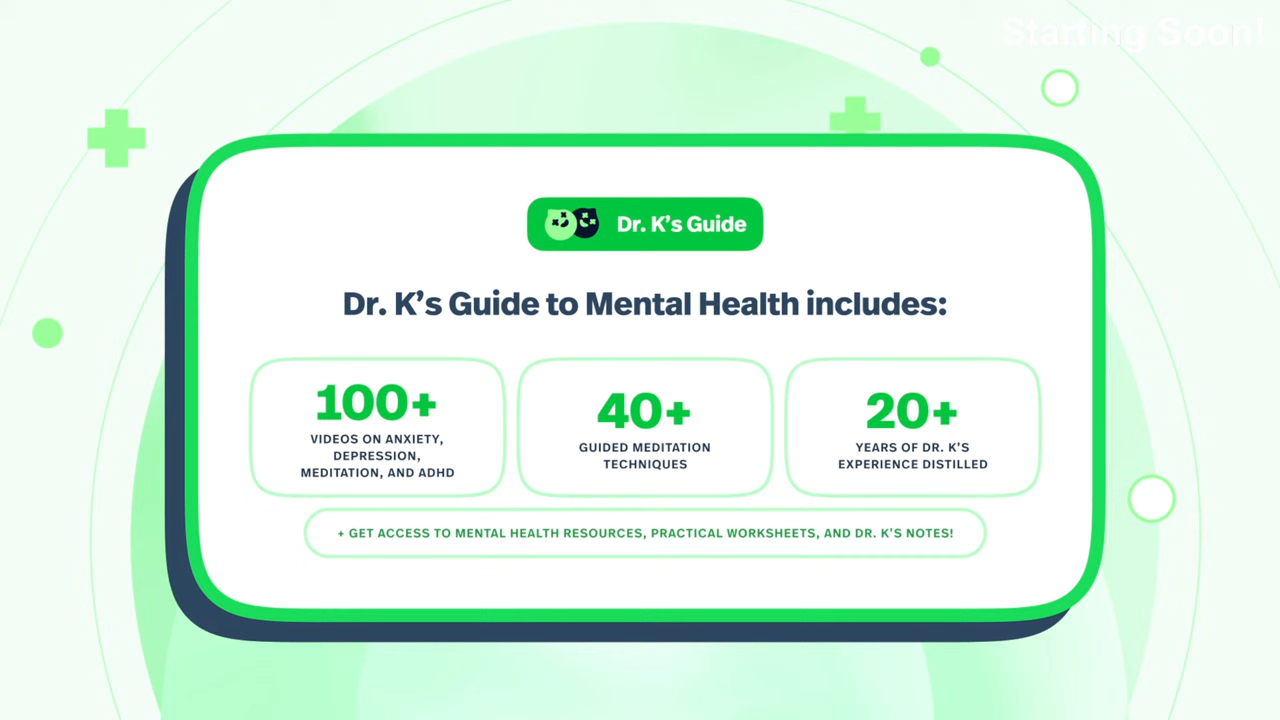 Starting Soon!
Dr. K's Guide
Dr. K's Guide to Mental Health includes:
100+
VIDEOS ON ANXIETY,
DEPRESSION,
MEDITATION, AND ADHD
40+
GUIDED MEDITATION
TECHNIQUES
20+
YEARS OF DR. K'S
EXPERIENCE DISTILLED
+ GET ACCESS TO MENTAL HEALTH RESOURCES, PRACTICAL WORKSHEETS, AND DR. K'S NOTES!